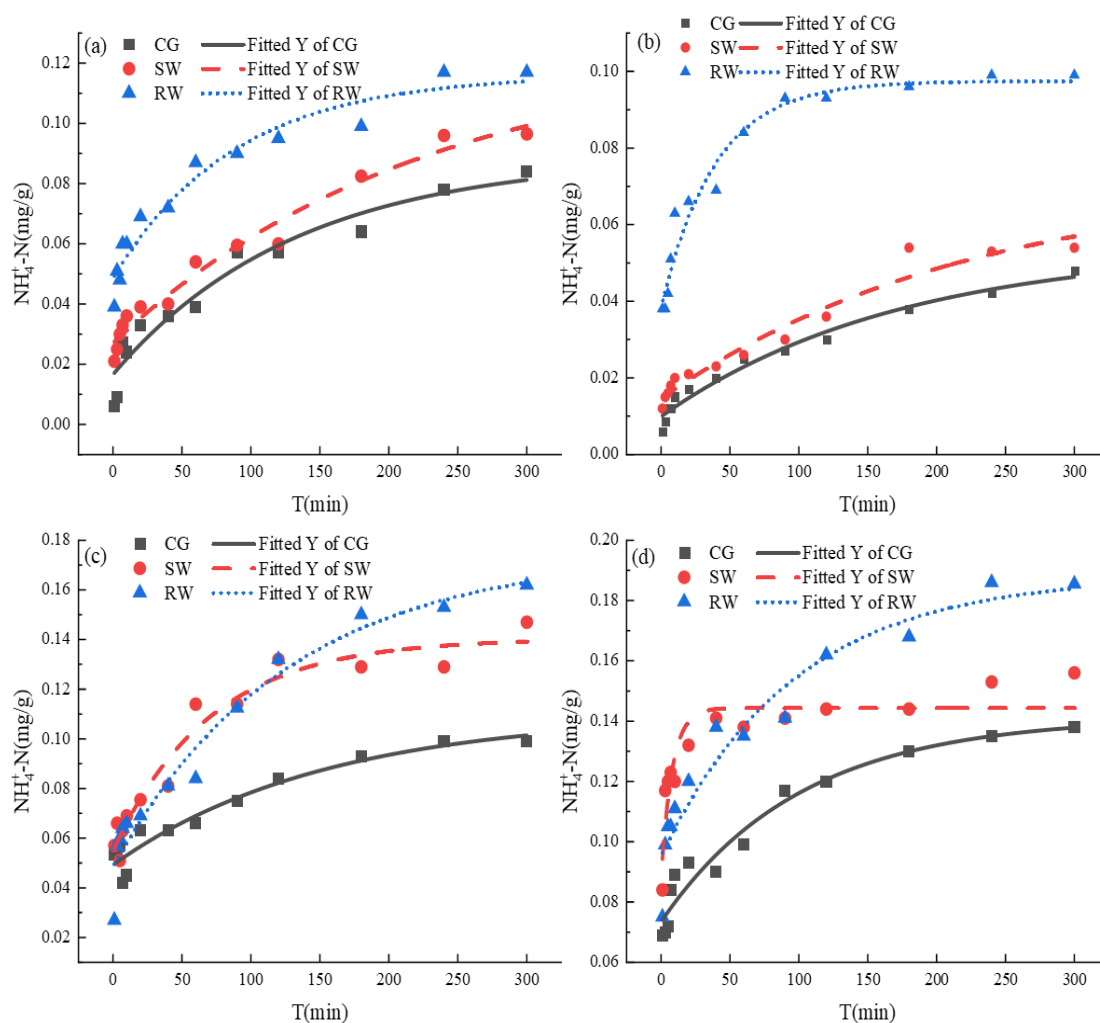 (a)
CG Fitted Y of CG
SW Fitted Y of SW
RW Fitted Y of RW
0.12
0.10
0.08
0.06
0.04
0.02
0.00
NH₄⁺-N(mg/g)
0 50 100 150 200 250 300
T(min)
(b)
CG Fitted Y of CG
SW Fitted Y of SW
RW Fitted Y of RW
0.10
0.08
0.06
0.04
0.02
0.00
NH₄⁺-N(mg/g)
0 50 100 150 200 250 300
T(min)
(c)
CG Fitted Y of CG
SW Fitted Y of SW
RW Fitted Y of RW
0.18
0.16
0.14
0.12
0.10
0.08
0.06
0.04
0.02
NH₄⁺-N(mg/g)
0 50 100 150 200 250 300
T(min)
(d)
CG Fitted Y of CG
SW Fitted Y of SW
RW Fitted Y of RW
0.20
0.18
0.16
0.14
0.12
0.10
0.08
0.06
NH₄⁺-N(mg/g)
0 50 100 150 200 250 300
T(min)